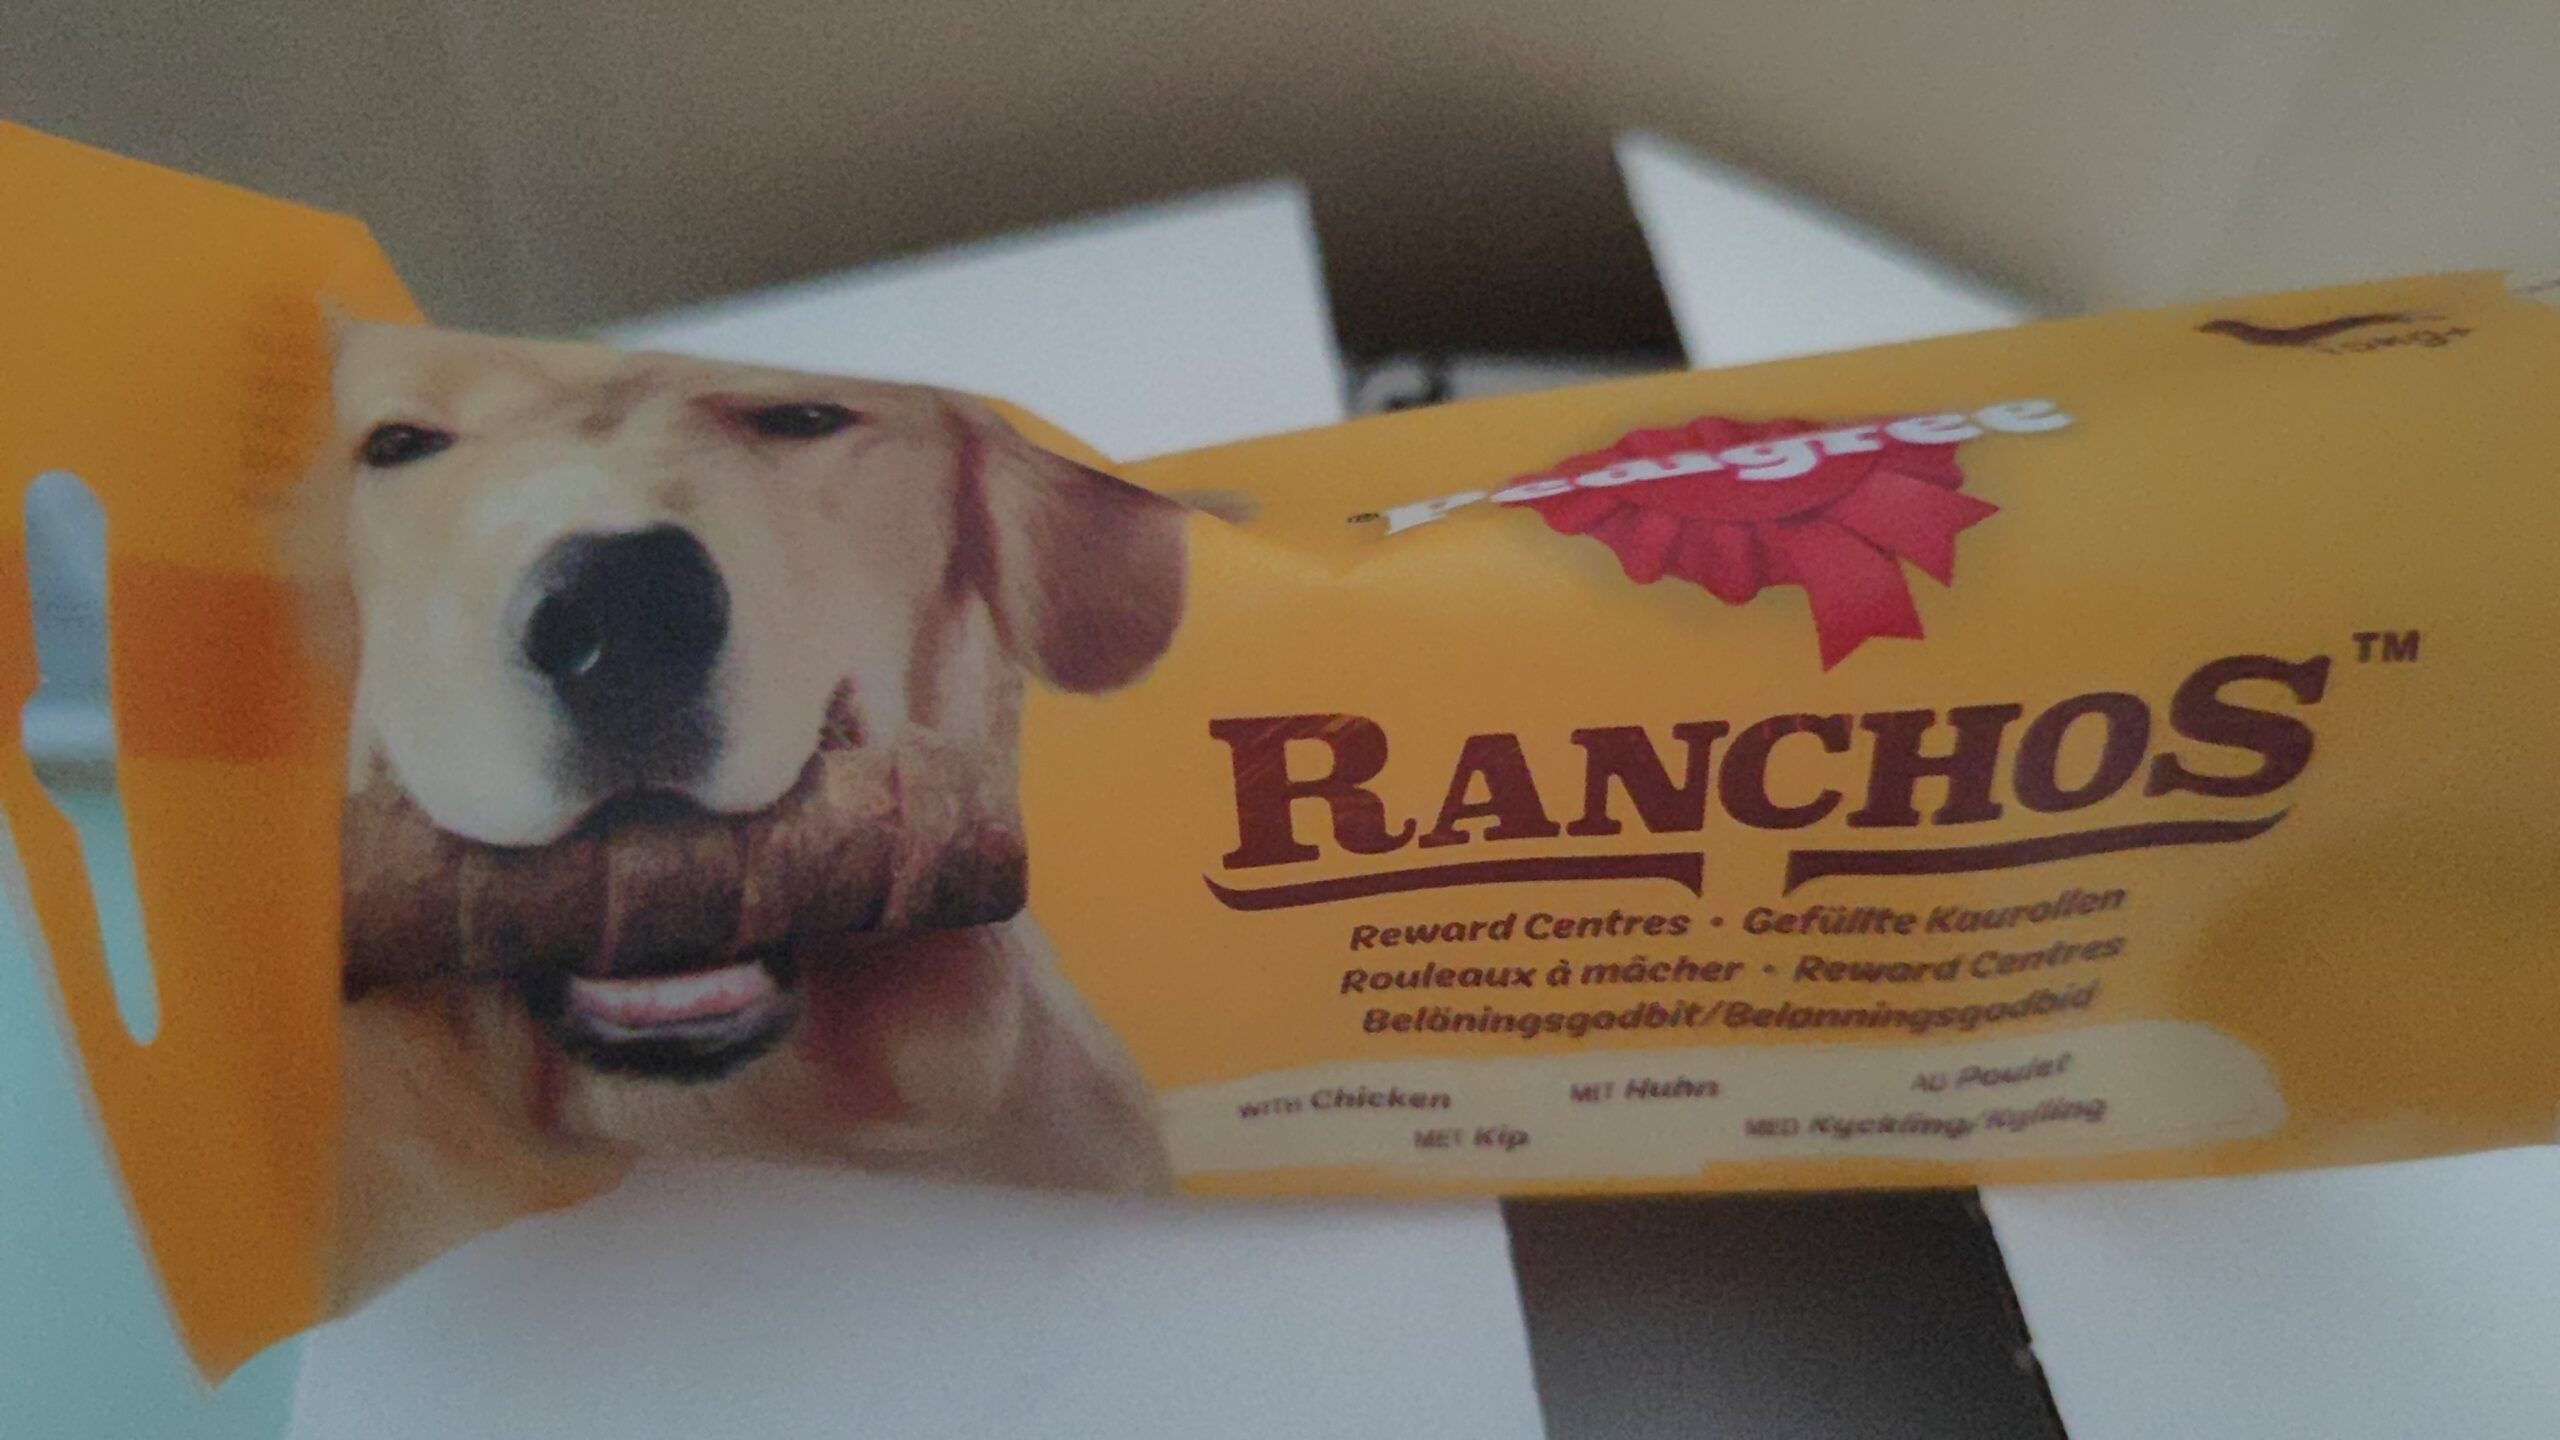 Pedigree®
RANCHOS™
Reward Centres • Gefüllte Kaurollen
Rouleaux à mâcher • Reward Centres
Belöningsgodbit/Belønningsgodbid
WITH Chicken MIT Huhn AU Poulet
MET Kip MED Kyckling/Kylling